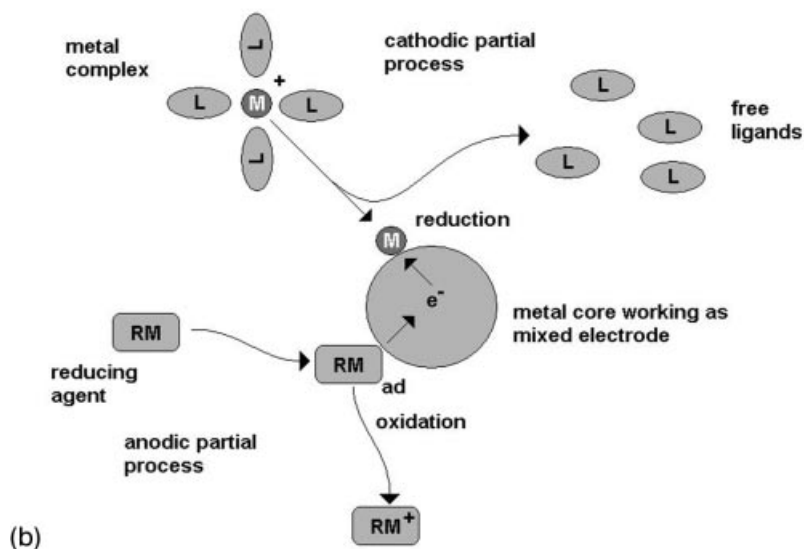 metal
complex
L
L
M
+
L
L
cathodic partial
process
L
L
L
L
free
ligands
M
reduction
e-
metal core working as
mixed electrode
RM
reducing
agent
RM
ad
oxidation
anodic partial
process
RM+
(b)